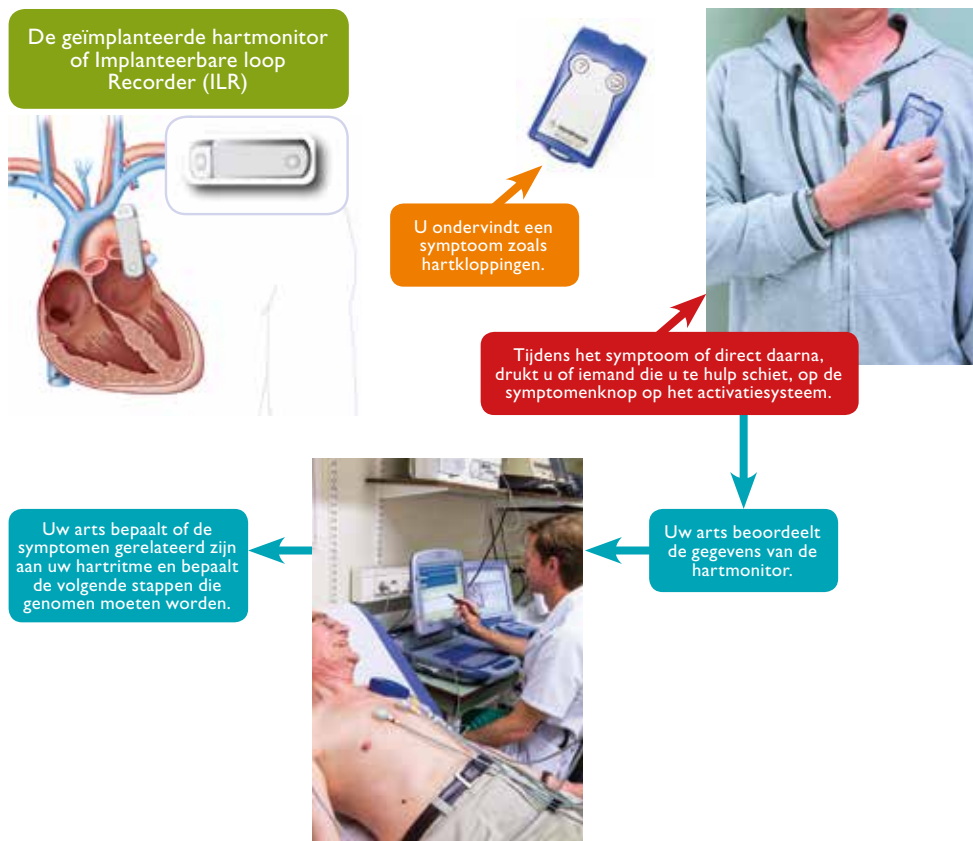 De geïmplanteerde hartmonitor
of Implanteerbare loop
Recorder (ILR)
U ondervindt een
symptoom zoals
hartkloppingen.
Tijdens het symptoom of direct daarna,
drukt u of iemand die u te hulp schiet, op de
symptomenknop op het activatiesysteem.
Uw arts beoordeelt
de gegevens van de
hartmonitor.
Uw arts bepaalt of de
symptomen gerelateerd zijn
aan uw hartritme en bepaalt
de volgende stappen die
genomen moeten worden.